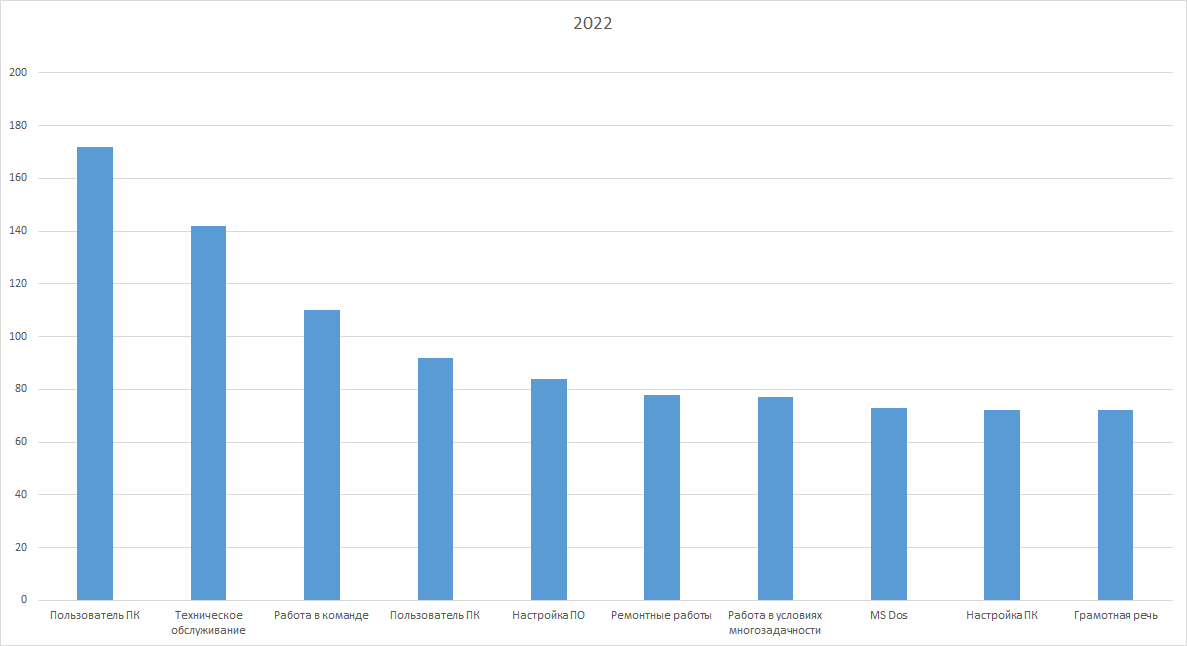 2022
200
180
160
140
120
100
80
60
40
20
0
Пользователь ПК
Техническое
обслуживание
Работа в команде
Пользователь ПК
Настройка ПО
Ремонтные работы
Работа в условиях
многозадачности
MS Dos
Настройка ПК
Грамотная речь